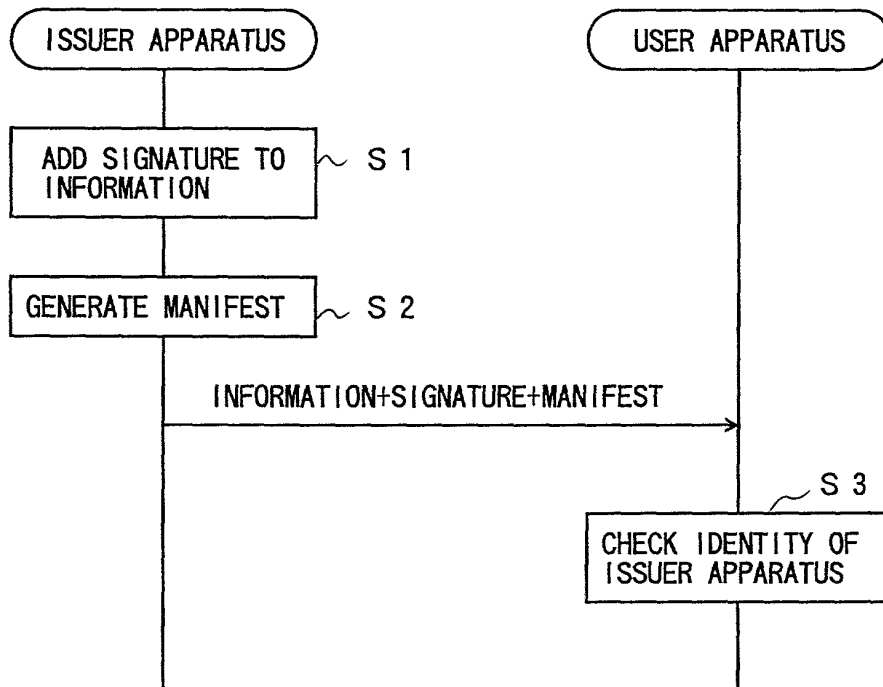 ISSUER APPARATUS
USER APPARATUS
ADD SIGNATURE TO
INFORMATION
S 1
GENERATE MANIFEST
S 2
INFORMATION+SIGNATURE+MANIFEST
S 3
CHECK IDENTITY OF
ISSUER APPARATUS